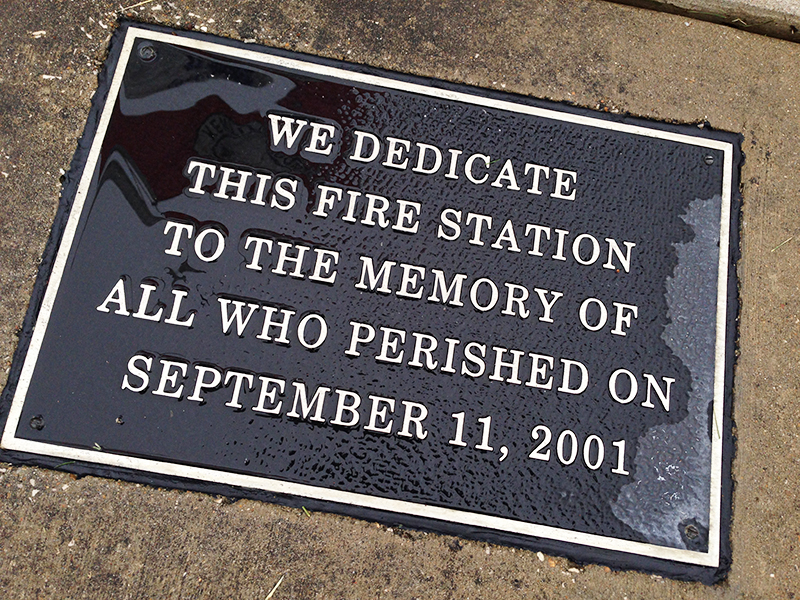 WE DEDICATE
THIS FIRE STATION
TO THE MEMORY OF
ALL WHO PERISHED ON
SEPTEMBER 11, 2001